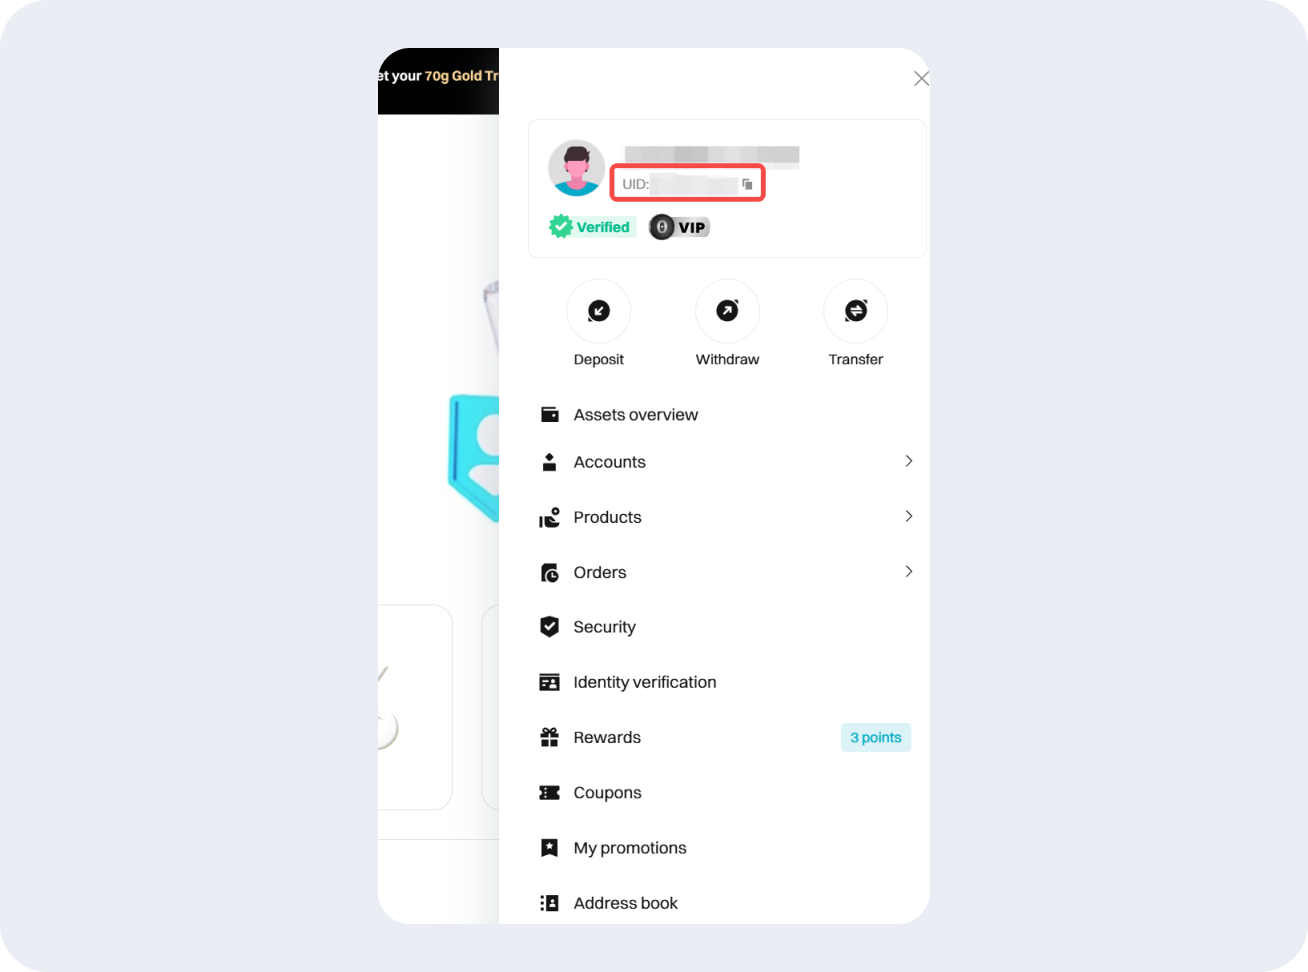 et your 70g Gold Tr
UID:
Verified
0 VIP
Deposit
Withdraw
Transfer
Assets overview
Accounts
Products
Orders
Security
Identity verification
Rewards
3 points
Coupons
My promotions
Address book